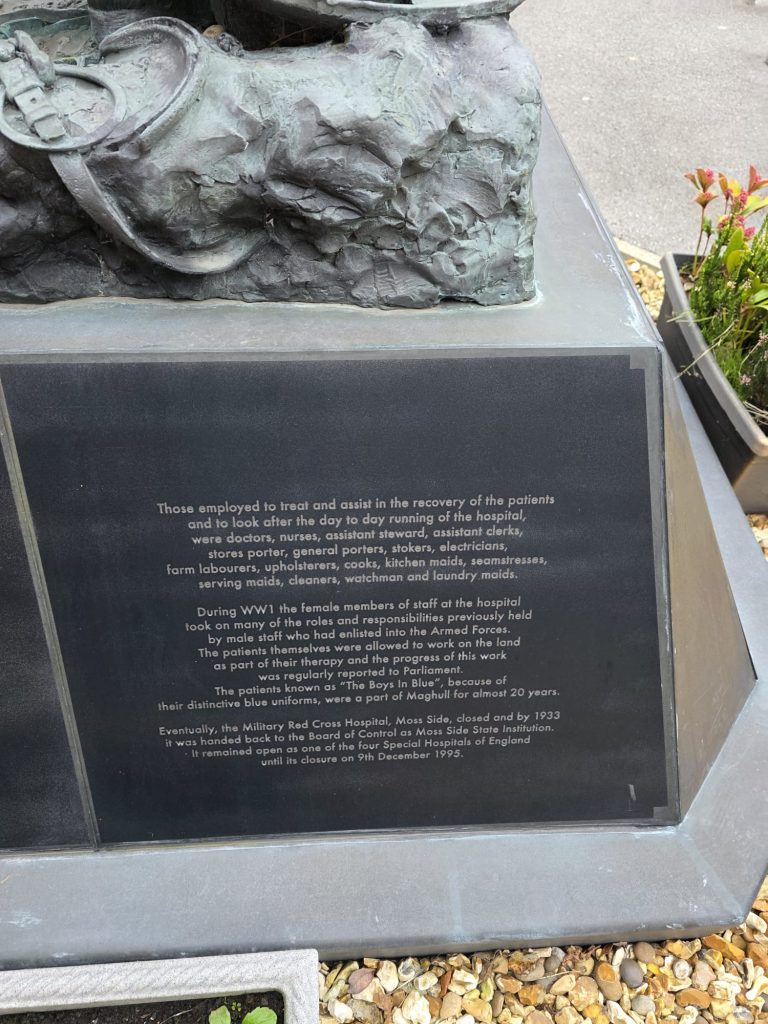 Those employed to treat and assist in the recovery of the patients
and to look after the day to day running of the hospital,
were doctors, nurses, assistant steward, assistant clerks,
stores porter, general porters, stokers, electricians,
farm labourers, upholsterers, cooks, kitchen maids, seamstresses,
serving maids, cleaners, watchman and laundry maids.
During WW1 the female members of staff at the hospital
took on many of the roles and responsibilities previously held
by male staff who had enlisted into the Armed Forces.
The patients themselves were allowed to work on the land
as part of their therapy and the progress of this work
was regularly reported to Parliament.
The patients known as "The Boys In Blue", because of
their distinctive blue uniforms, were a part of Maghull for almost 20 years.
Eventually, the Military Red Cross Hospital, Moss Side, closed and by 1933
it was handed back to the Board of Control as Moss Side State Institution.
It remained open as one of the four Special Hospitals of England
until its closure on 9th December 1995.